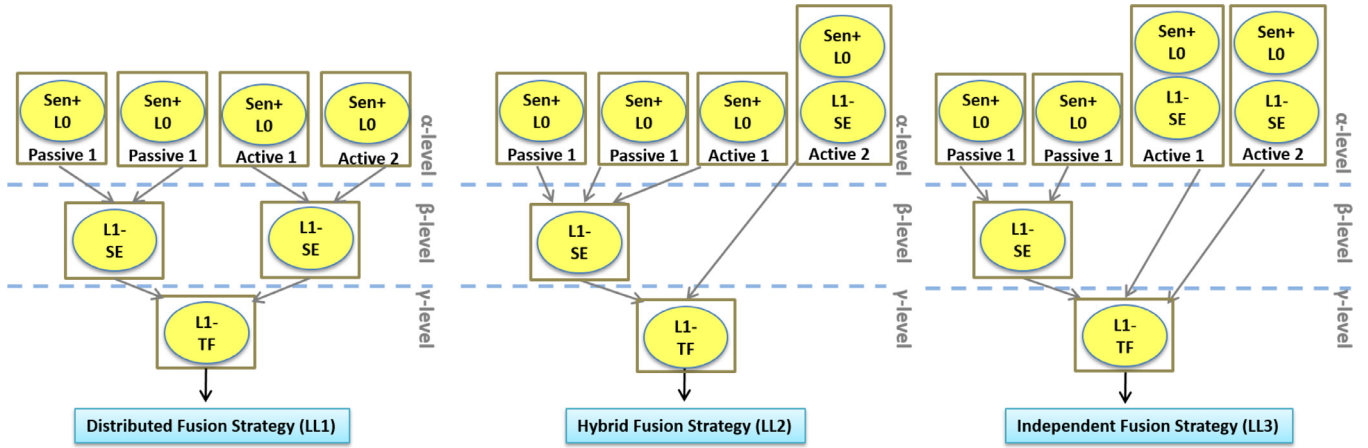 Sen+
L0
Passive 1
Sen+
L0
Passive 1
Sen+
L0
Active 1
Sen+
L0
Active 2
α-level
L1-
SE
L1-
SE
β-level
L1-
TF
γ-level
Distributed Fusion Strategy (LL1)
Sen+
L0
Passive 1
Sen+
L0
Passive 1
Sen+
L0
Active 1
Sen+
L0
L1-
SE
Active 2
α-level
L1-
SE
β-level
L1-
TF
γ-level
Hybrid Fusion Strategy (LL2)
Sen+
L0
Passive 1
Sen+
L0
Passive 1
Sen+
L0
L1-
SE
Active 1
Sen+
L0
L1-
SE
Active 2
α-level
L1-
SE
β-level
L1-
TF
γ-level
Independent Fusion Strategy (LL3)